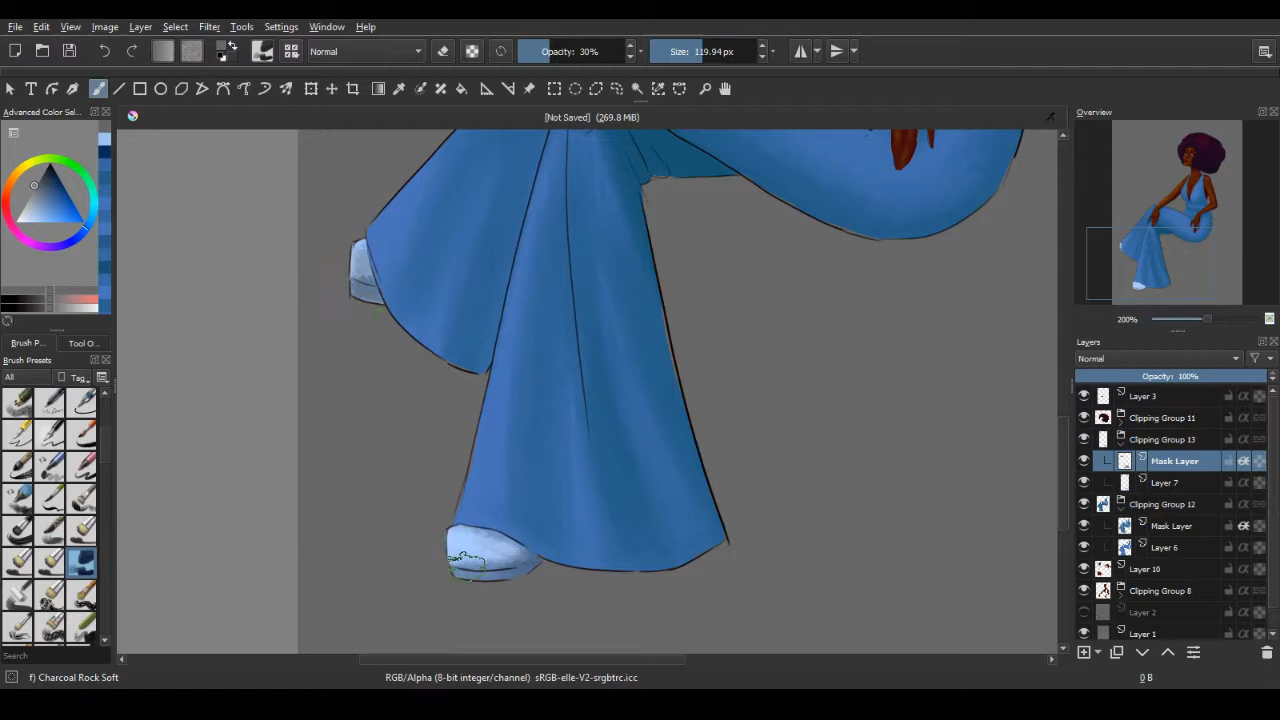 File Edit View Image Layer Select Filter Tools Settings Window Help
Normal Opacity: 30% Size: 119.94 px
Advanced Color Sel...
[Not Saved] (269.8 MiB)
Overview
200%
Brush P... Tool O...
Brush Presets
All Tag
Layers
Normal
Opacity: 100%
Layer 3
Clipping Group 11
Clipping Group 13
Mask Layer
Layer 7
Clipping Group 12
Mask Layer
Layer 6
Layer 10
Clipping Group 8
Layer 2
Layer 1
Search
f) Charcoal Rock Soft RGB/Alpha (8-bit integer/channel) sRGB-elle-V2-srgbtrc.icc 0 B